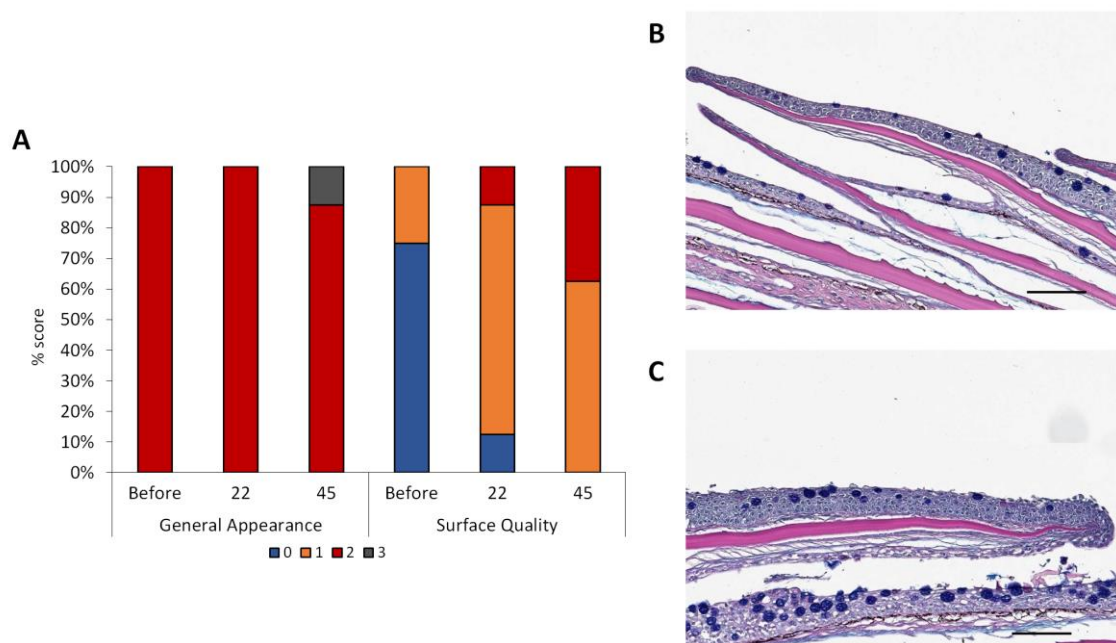 A
100%
90%
80%
70%
60%
50%
40%
30%
20%
10%
0%
% score
Before 22 45 Before 22 45
General Appearance Surface Quality
0 1 2 3
B
C